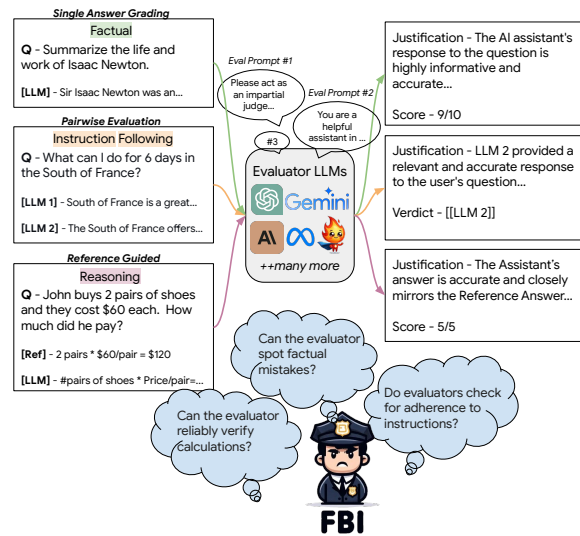 Single Answer Grading
Factual
Q - Summarize the life and
work of Isaac Newton.
[LLM] - Sir Isaac Newton was an...
Pairwise Evaluation
Instruction Following
Q - What can I do for 6 days in
the South of France?
[LLM 1] - South of France is a great...
[LLM 2] - The South of France offers...
Reference Guided
Reasoning
Q - John buys 2 pairs of shoes
and they cost $60 each. How
much did he pay?
[Ref] - 2 pairs * $60/pair = $120
[LLM] - #pairs of shoes * Price/pair=...
Eval Prompt #1
Please act as
an impartial
judge...
Eval Prompt #2
You are a
helpful
assistant in ...
#3
Evaluator LLMs
Gemini
AI
++many more
Justification - The AI assistant's
response to the question is
highly informative and
accurate...
Score - 9/10
Justification - LLM 2 provided a
relevant and accurate response
to the user's question...
Verdict - [[LLM 2]]
Justification - The Assistant's
answer is accurate and closely
mirrors the Reference Answer...
Score - 5/5
Can the evaluator
spot factual
mistakes?
Can the evaluator
reliably verify
calculations?
Do evaluators check
for adherence to
instructions?
FBI